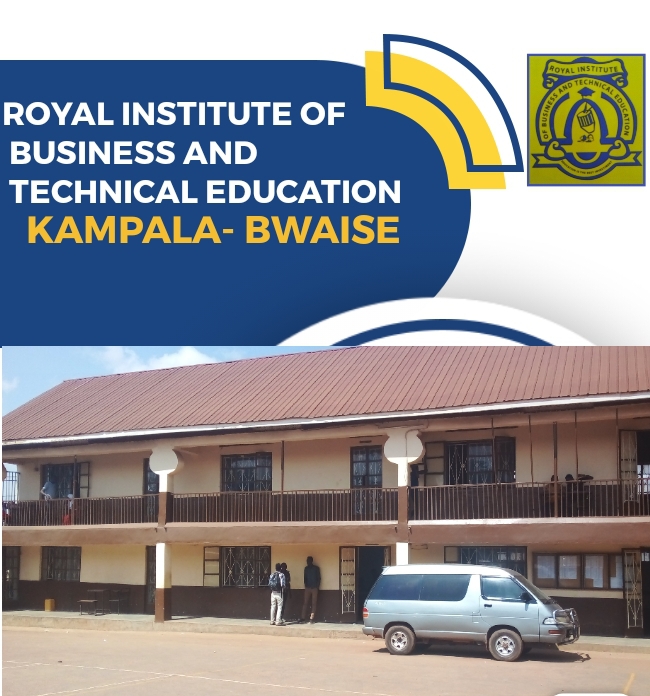 ROYAL INSTITUTE OF
BUSINESS AND
TECHNICAL EDUCATION
KAMPALA- BWAISE
ROYAL INSTITUTE
OF BUSINESS AND TECHNICAL EDUCATION